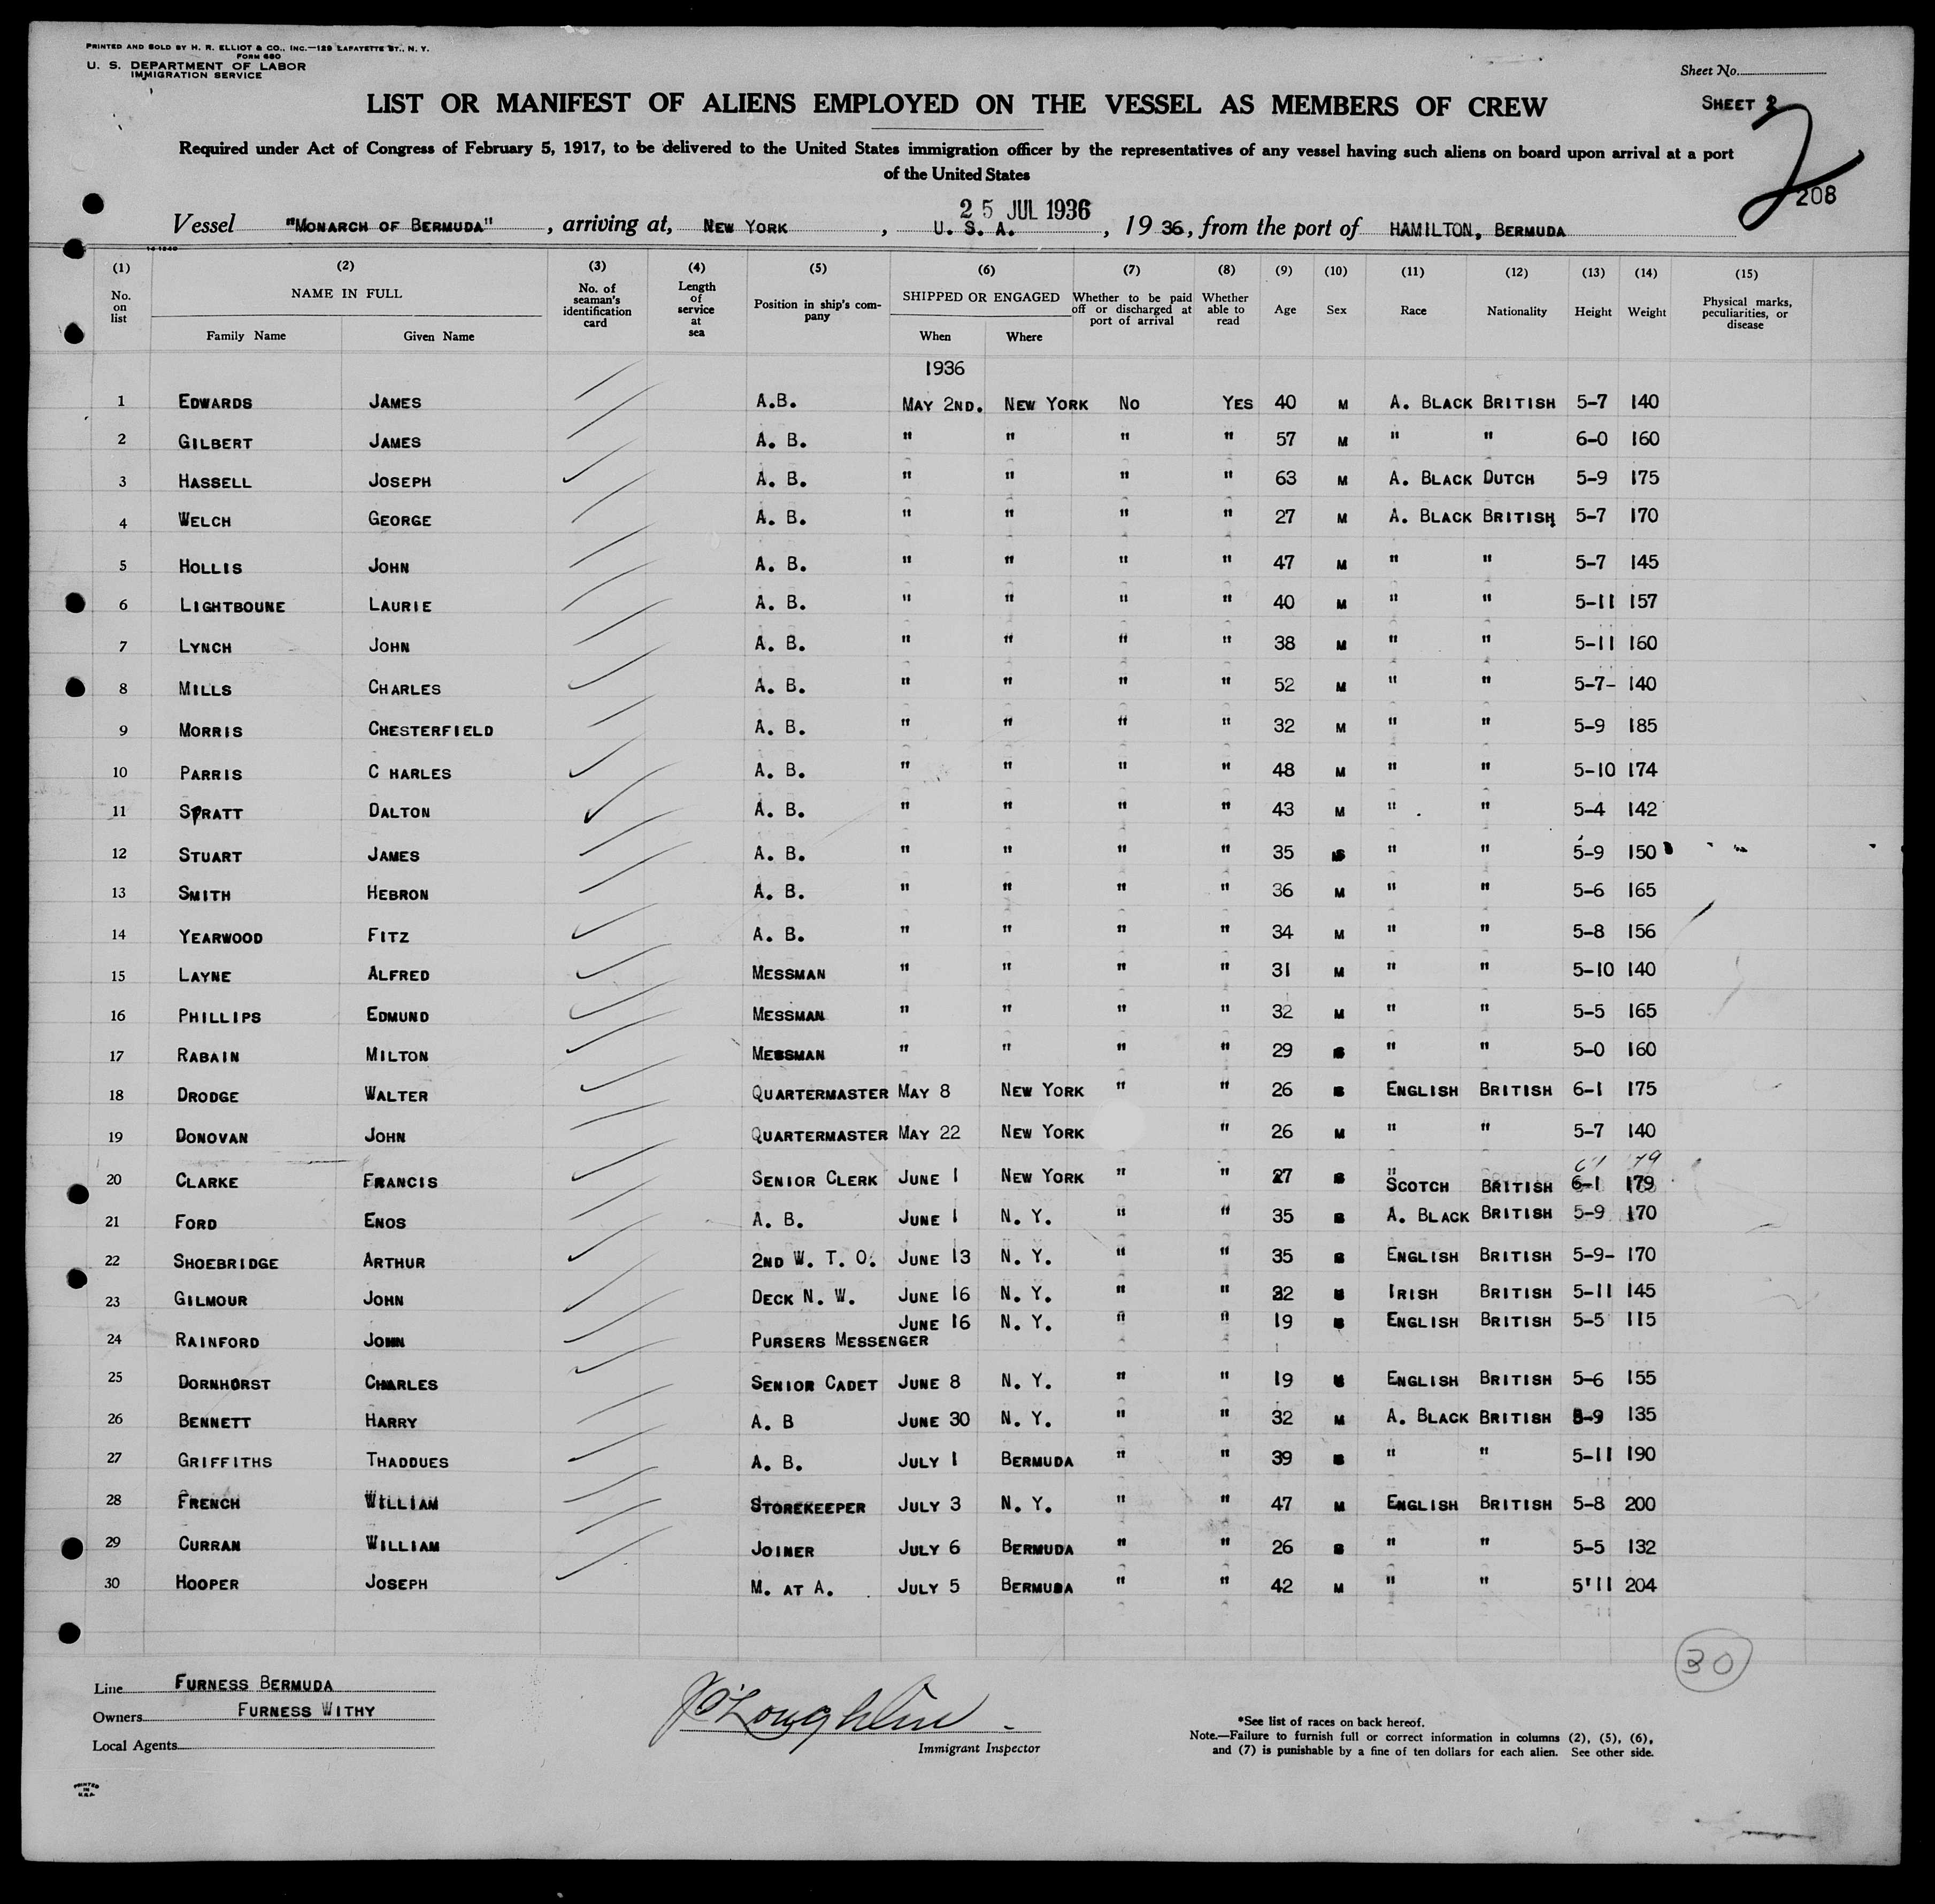 PRINTED AND SOLD BY H. R. ELLIOT & CO., INC.—129 LAFAYETTE ST., N. Y.
FORM 680
U. S. DEPARTMENT OF LABOR
IMMIGRATION SERVICE
Sheet No.
SHEET 2
2
208
LIST OR MANIFEST OF ALIENS EMPLOYED ON THE VESSEL AS MEMBERS OF CREW
Required under Act of Congress of February 5, 1917, to be delivered to the United States immigration officer by the representatives of any vessel having such aliens on board upon arrival at a port
of the United States
25 JUL 1936
Vessel "MONARCH OF BERMUDA", arriving at, NEW YORK, U. S. A., 1936, from the port of HAMILTON, BERMUDA
(1) (2) (3) (4) (5) (6) (7) (8) (9) (10) (11) (12) (13) (14) (15)
No. on list NAME IN FULL Family Name Given Name No. of seaman's identification card Length of service at sea Position in ship's company SHIPPED OR ENGAGED When Where Whether to be paid off or discharged at port of arrival Whether able to read Age Sex Race Nationality Height Weight Physical marks, peculiarities, or disease
1936
1 EDWARDS JAMES A.B. MAY 2ND. NEW YORK NO YES 40 M A. BLACK BRITISH 5-7 140
2 GILBERT JAMES A. B. " " " " 57 M " " 6-0 160
3 HASSELL JOSEPH A. B. " " " " 63 M A. BLACK DUTCH 5-9 175
4 WELCH GEORGE A. B. " " " " 27 M A. BLACK BRITISH 5-7 170
5 HOLLIS JOHN A. B. " " " " 47 M " " 5-7 145
6 LIGHTBOUNE LAURIE A. B. " " " " 40 M " " 5-11 157
7 LYNCH JOHN A. B. " " " " 38 M " " 5-11 160
8 MILLS CHARLES A. B. " " " " 52 M " " 5-7- 140
9 MORRIS CHESTERFIELD A. B. " " " " 32 M " " 5-9 185
10 PARRIS C HARLES A. B. " " " " 48 M " " 5-10 174
11 SPRATT DALTON A. B. " " " " 43 M " " 5-4 142
12 STUART JAMES A. B. " " " " 35 " " 5-9 150
13 SMITH HEBRON A. B. " " " " 36 M " " 5-6 165
14 YEARWOOD FITZ A. B. " " " " 34 M " " 5-8 156
15 LAYNE ALFRED MESSMAN " " " " 31 M " " 5-10 140
16 PHILLIPS EDMUND MESSMAN " " " " 32 M " " 5-5 165
17 RABAIN MILTON MESSMAN " " " " 29 " " 5-0 160
18 DRODGE WALTER QUARTERMASTER MAY 8 NEW YORK " " 26 ENGLISH BRITISH 6-1 175
19 DONOVAN JOHN QUARTERMASTER MAY 22 NEW YORK " 26 M " " 5-7 140
20 CLARKE FRANCIS SENIOR CLERK JUNE 1 NEW YORK " " 27 SCOTCH BRITISH 6-1 179
21 FORD ENOS A. B. JUNE 1 N. Y. " " 35 A. BLACK BRITISH 5-9 170
22 SHOEBRIDGE ARTHUR 2ND W. T. O. JUNE 13 N. Y. " " 35 ENGLISH BRITISH 5-9- 170
23 GILMOUR JOHN DECK N. W. JUNE 16 N. Y. " " IRISH BRITISH 5-11 145
24 RAINFORD JOHN PURSERS MESSENGER JUNE 16 N. Y. " " 19 ENGLISH BRITISH 5-5 115
25 DORNHORST CHARLES SENIOR CADET JUNE 8 N. Y. " " 19 ENGLISH BRITISH 5-6 155
26 BENNETT HARRY A. B JUNE 30 N. Y. " " 32 M A. BLACK BRITISH 5-9 135
27 GRIFFITHS THADDUES A. B. JULY 1 BERMUDA " " 39 " " 5-11 190
28 FRENCH WILLIAM STOREKEEPER JULY 3 N. Y. " " 47 M ENGLISH BRITISH 5-8 200
29 CURRAN WILLIAM JOINER JULY 6 BERMUDA " " 26 " " 5-5 132
30 HOOPER JOSEPH M. AT A. JULY 5 BERMUDA " " 42 M " " 5'11 204
30
Line FURNESS BERMUDA
Owners FURNESS WITHY
Local Agents
J O'Loughlin
Immigrant Inspector
*See list of races on back hereof.
Note.—Failure to furnish full or correct information in columns (2), (5), (6),
and (7) is punishable by a fine of ten dollars for each alien. See other side.
PRINTED
IN
U.S.A.